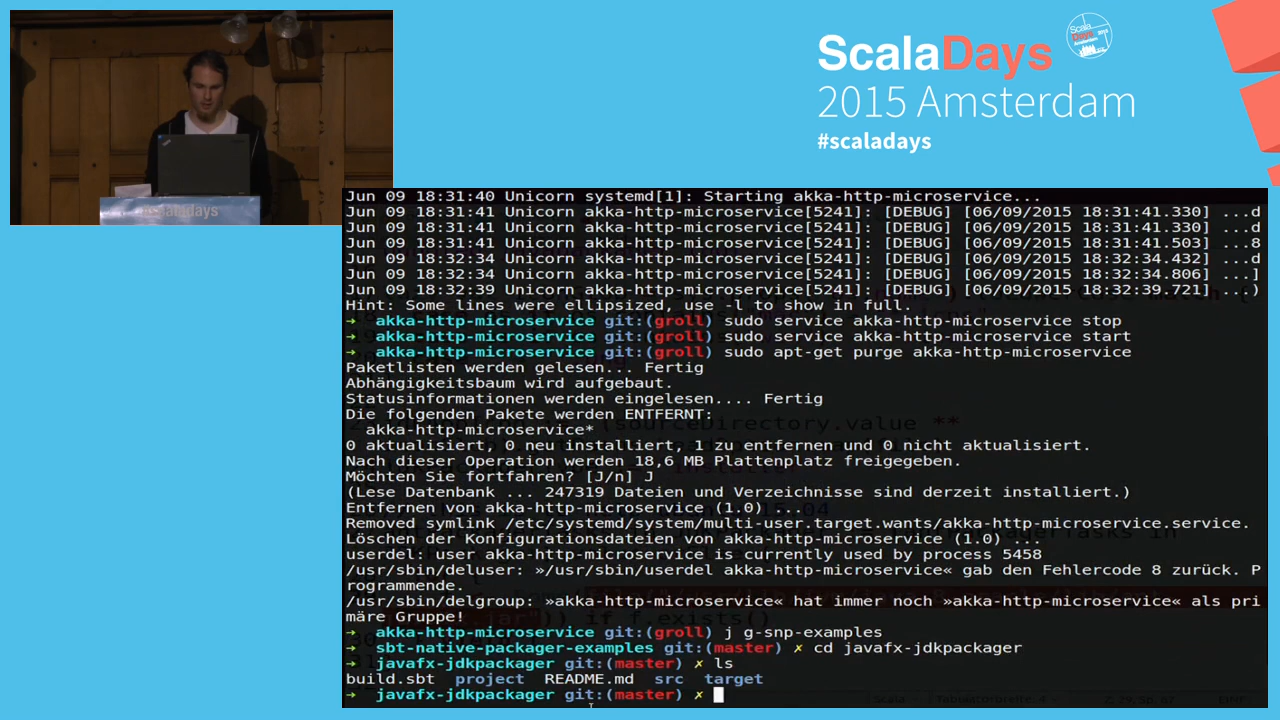 ScalaDays
2015 Amsterdam
#scaladays
Scala
Days
scaladays
Jun 09 18:31:40 Unicorn systemd[1]: Starting akka-http-microservice...
Jun 09 18:31:41 Unicorn akka-http-microservice[5241]: [DEBUG] [06/09/2015 18:31:41.330] ...d
Jun 09 18:31:41 Unicorn akka-http-microservice[5241]: [DEBUG] [06/09/2015 18:31:41.330] ...d
Jun 09 18:31:41 Unicorn akka-http-microservice[5241]: [DEBUG] [06/09/2015 18:31:41.503] ...8
Jun 09 18:32:34 Unicorn akka-http-microservice[5241]: [DEBUG] [06/09/2015 18:32:34.432] ...d
Jun 09 18:32:34 Unicorn akka-http-microservice[5241]: [DEBUG] [06/09/2015 18:32:34.806] ...]
Jun 09 18:32:39 Unicorn akka-http-microservice[5241]: [DEBUG] [06/09/2015 18:32:39.721] ...)
Hint: Some lines were ellipsized, use -l to show in full.
→ akka-http-microservice git:(groll) sudo service akka-http-microservice stop
→ akka-http-microservice git:(groll) sudo service akka-http-microservice start
→ akka-http-microservice git:(groll) sudo apt-get purge akka-http-microservice
Paketlisten werden gelesen... Fertig
Abhängigkeitsbaum wird aufgebaut.
Statusinformationen werden eingelesen.... Fertig
Die folgenden Pakete werden ENTFERNT:
akka-http-microservice*
0 aktualisiert, 0 neu installiert, 1 zu entfernen und 0 nicht aktualisiert.
Nach dieser Operation werden 18,6 MB Plattenplatz freigegeben.
Möchten Sie fortfahren? [J/n] J
(Lese Datenbank ... 247319 Dateien und Verzeichnisse sind derzeit installiert.)
Entfernen von akka-http-microservice (1.0) ...
Removed symlink /etc/systemd/system/multi-user.target.wants/akka-http-microservice.service.
Löschen der Konfigurationsdateien von akka-http-microservice (1.0) ...
userdel: user akka-http-microservice is currently used by process 5458
/usr/sbin/deluser: »/usr/sbin/userdel akka-http-microservice« gab den Fehlercode 8 zurück. P
rogrammende.
/usr/sbin/delgroup: »akka-http-microservice« hat immer noch »akka-http-microservice« als pri
märe Gruppe!
→ akka-http-microservice git:(groll) j g-snp-examples
→ sbt-native-packager-examples git:(master) ✗ cd javafx-jdkpackager
→ javafx-jdkpackager git:(master) ✗ ls
build.sbt project README.md src target
→ javafx-jdkpackager git:(master) ✗